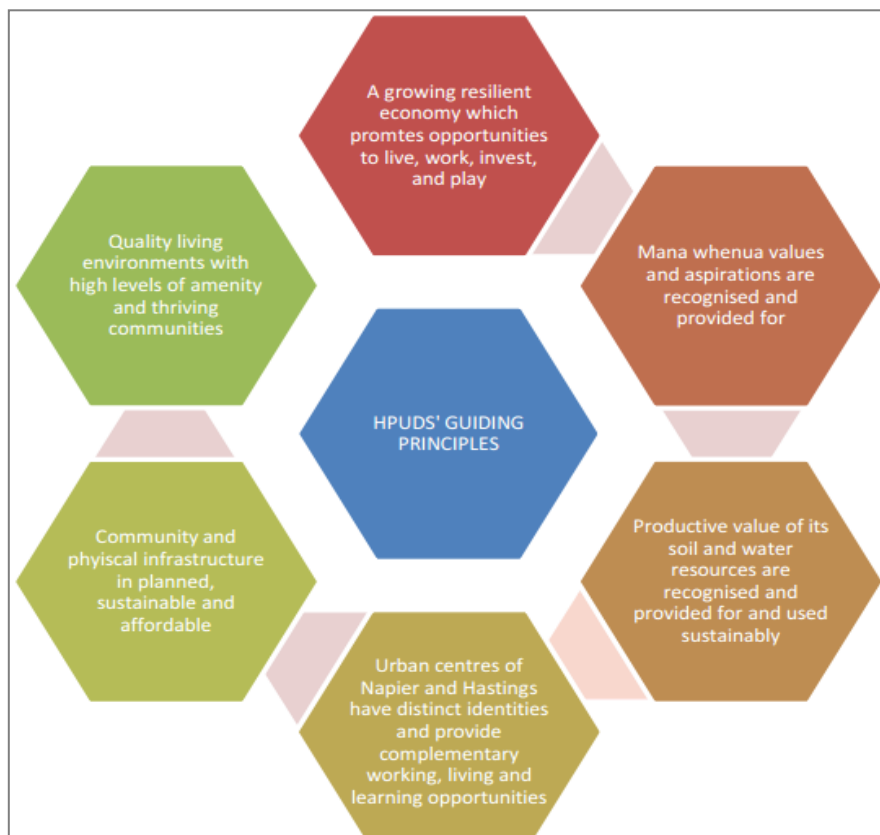 A growing resilient
economy which
promtes opportunities
to live, work, invest,
and play
Mana whenua values
and aspirations are
recognised and
provided for
Productive value of its
soil and water
resources are
recognised and
provided for and used
sustainably
Urban centres of
Napier and Hastings
have distinct identities
and provide
complementary
working, living and
learning opportunities
Community and
phyiscal infrastructure
in planned,
sustainable and
affordable
Quality living
environments with
high levels of amenity
and thriving
communities
HPUDS' GUIDING
PRINCIPLES